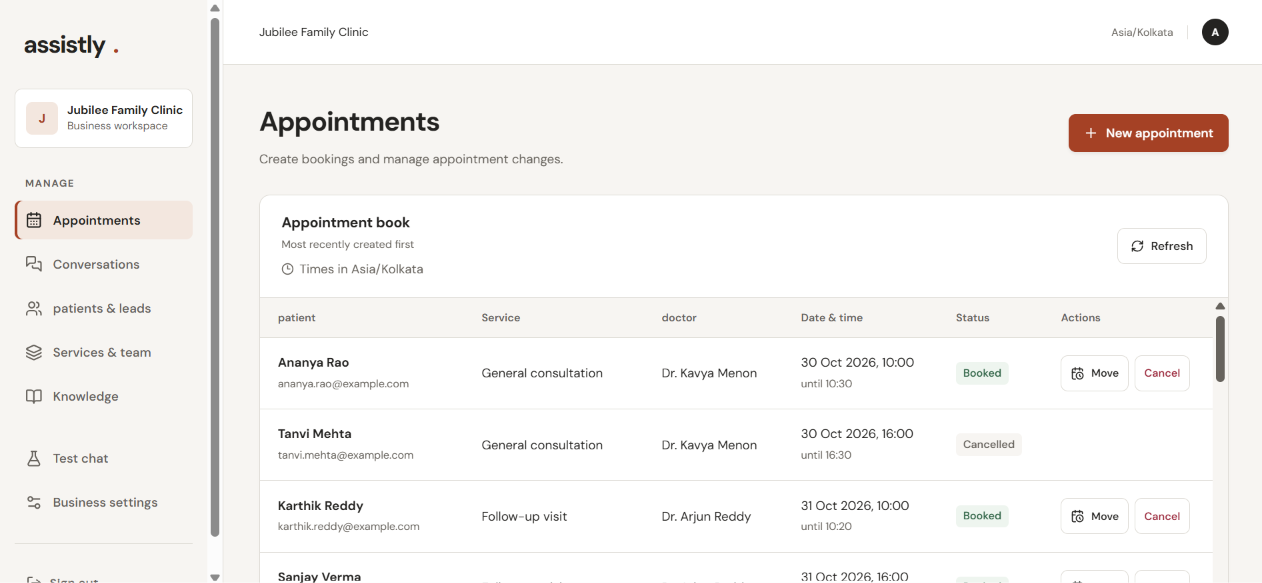 assistly .
J
Jubilee Family Clinic
Business workspace
MANAGE
Appointments
Conversations
patients & leads
Services & team
Knowledge
Test chat
Business settings
Sign out
Jubilee Family Clinic
Asia/Kolkata
A
Appointments
Create bookings and manage appointment changes.
+ New appointment
Appointment book
Most recently created first
Times in Asia/Kolkata
Refresh
patient Service doctor Date & time Status Actions
Ananya Rao
ananya.rao@example.com
General consultation
Dr. Kavya Menon
30 Oct 2026, 10:00
until 10:30
Booked
Move
Cancel
Tanvi Mehta
tanvi.mehta@example.com
General consultation
Dr. Kavya Menon
30 Oct 2026, 16:00
until 16:30
Cancelled
Karthik Reddy
karthik.reddy@example.com
Follow-up visit
Dr. Arjun Reddy
31 Oct 2026, 10:00
until 10:20
Booked
Move
Cancel
Sanjay Verma
31 Oct 2026, 16:00